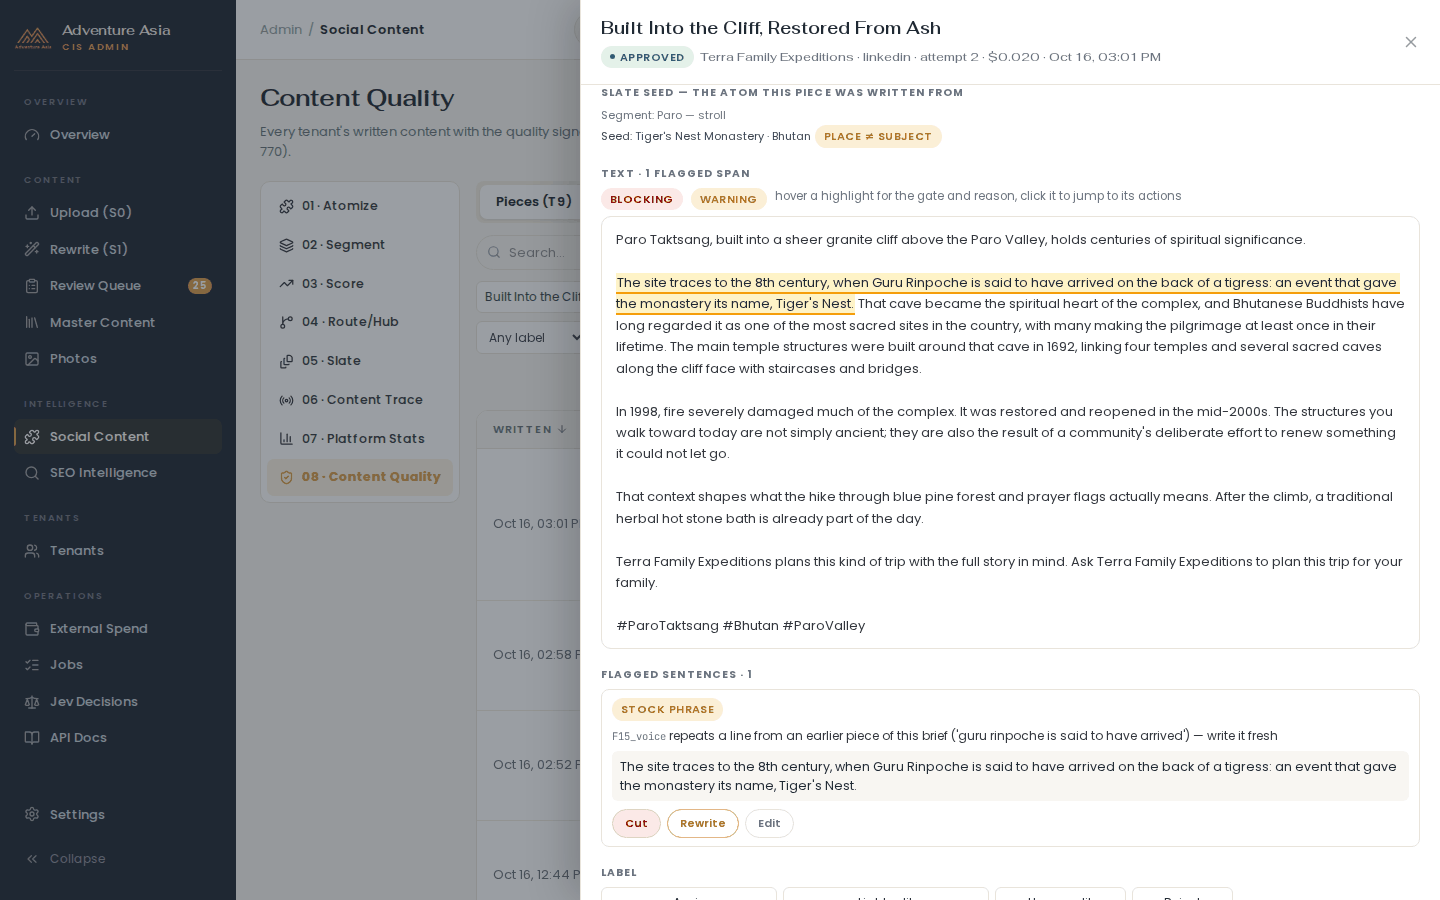 Adventure Asia
CIS ADMIN
OVERVIEW
Overview
CONTENT
Upload (S0)
Rewrite (S1)
Review Queue 25
Master Content
Photos
INTELLIGENCE
Social Content
SEO Intelligence
TENANTS
Tenants
OPERATIONS
External Spend
Jobs
Jev Decisions
API Docs
Settings
Collapse
Admin / Social Content
Content Quality
Every tenant's written content with the quality sign
770).
01 · Atomize
02 · Segment
03 · Score
04 · Route/Hub
05 · Slate
06 · Content Trace
07 · Platform Stats
08 · Content Quality
Pieces (T9)
Search...
Built Into the Clif
Any label
WRITTEN
Oct 16, 03:01 P
Oct 16, 02:58 P
Oct 16, 02:52 P
Oct 16, 12:44 P
Built Into the Cliff, Restored From Ash
APPROVED Terra Family Expeditions · linkedin · attempt 2 · $0.020 · Oct 16, 03:01 PM
SLATE SEED — THE ATOM THIS PIECE WAS WRITTEN FROM
Segment: Paro — stroll
Seed: Tiger's Nest Monastery · Bhutan PLACE ≠ SUBJECT
TEXT · 1 FLAGGED SPAN
BLOCKING WARNING hover a highlight for the gate and reason, click it to jump to its actions
Paro Taktsang, built into a sheer granite cliff above the Paro Valley, holds centuries of spiritual significance.
The site traces to the 8th century, when Guru Rinpoche is said to have arrived on the back of a tigress: an event that gave
the monastery its name, Tiger's Nest. That cave became the spiritual heart of the complex, and Bhutanese Buddhists have
long regarded it as one of the most sacred sites in the country, with many making the pilgrimage at least once in their
lifetime. The main temple structures were built around that cave in 1692, linking four temples and several sacred caves
along the cliff face with staircases and bridges.
In 1998, fire severely damaged much of the complex. It was restored and reopened in the mid-2000s. The structures you
walk toward today are not simply ancient; they are also the result of a community's deliberate effort to renew something
it could not let go.
That context shapes what the hike through blue pine forest and prayer flags actually means. After the climb, a traditional
herbal hot stone bath is already part of the day.
Terra Family Expeditions plans this kind of trip with the full story in mind. Ask Terra Family Expeditions to plan this trip for your
family.
#ParoTaktsang #Bhutan #ParoValley
FLAGGED SENTENCES · 1
STOCK PHRASE
F15_voice repeats a line from an earlier piece of this brief ('guru rinpoche is said to have arrived') — write it fresh
The site traces to the 8th century, when Guru Rinpoche is said to have arrived on the back of a tigress: an event that gave
the monastery its name, Tiger's Nest.
Cut Rewrite Edit
LABEL